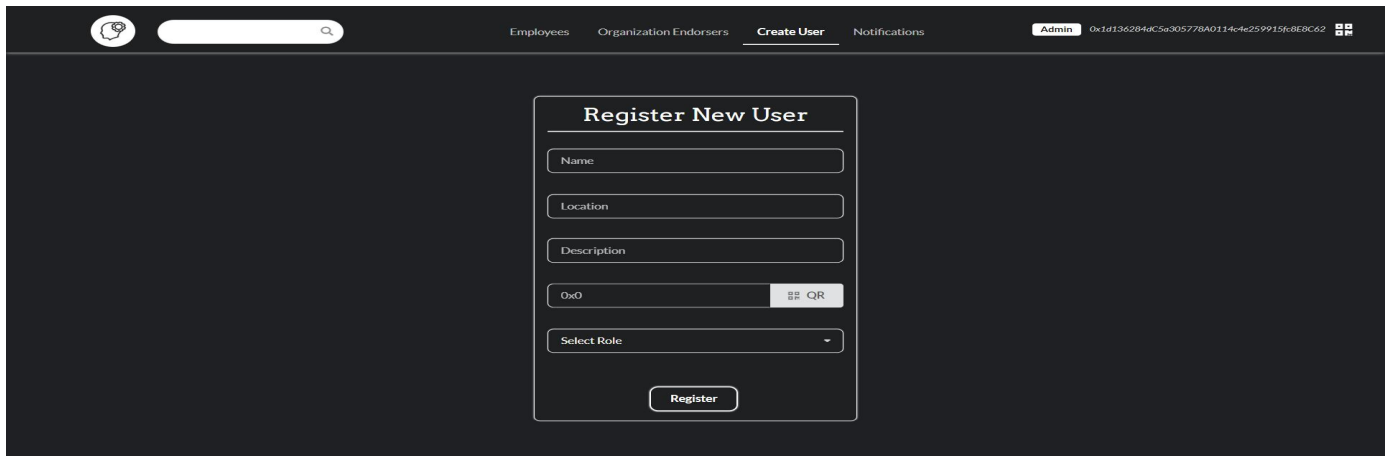 Employees Organization Endorsers Create User Notifications Admin 0x1d136284dC5a305778A0114c4e259915fc8E8C62
Register New User
Name
Location
Description
0x0 QR
Select Role
Register